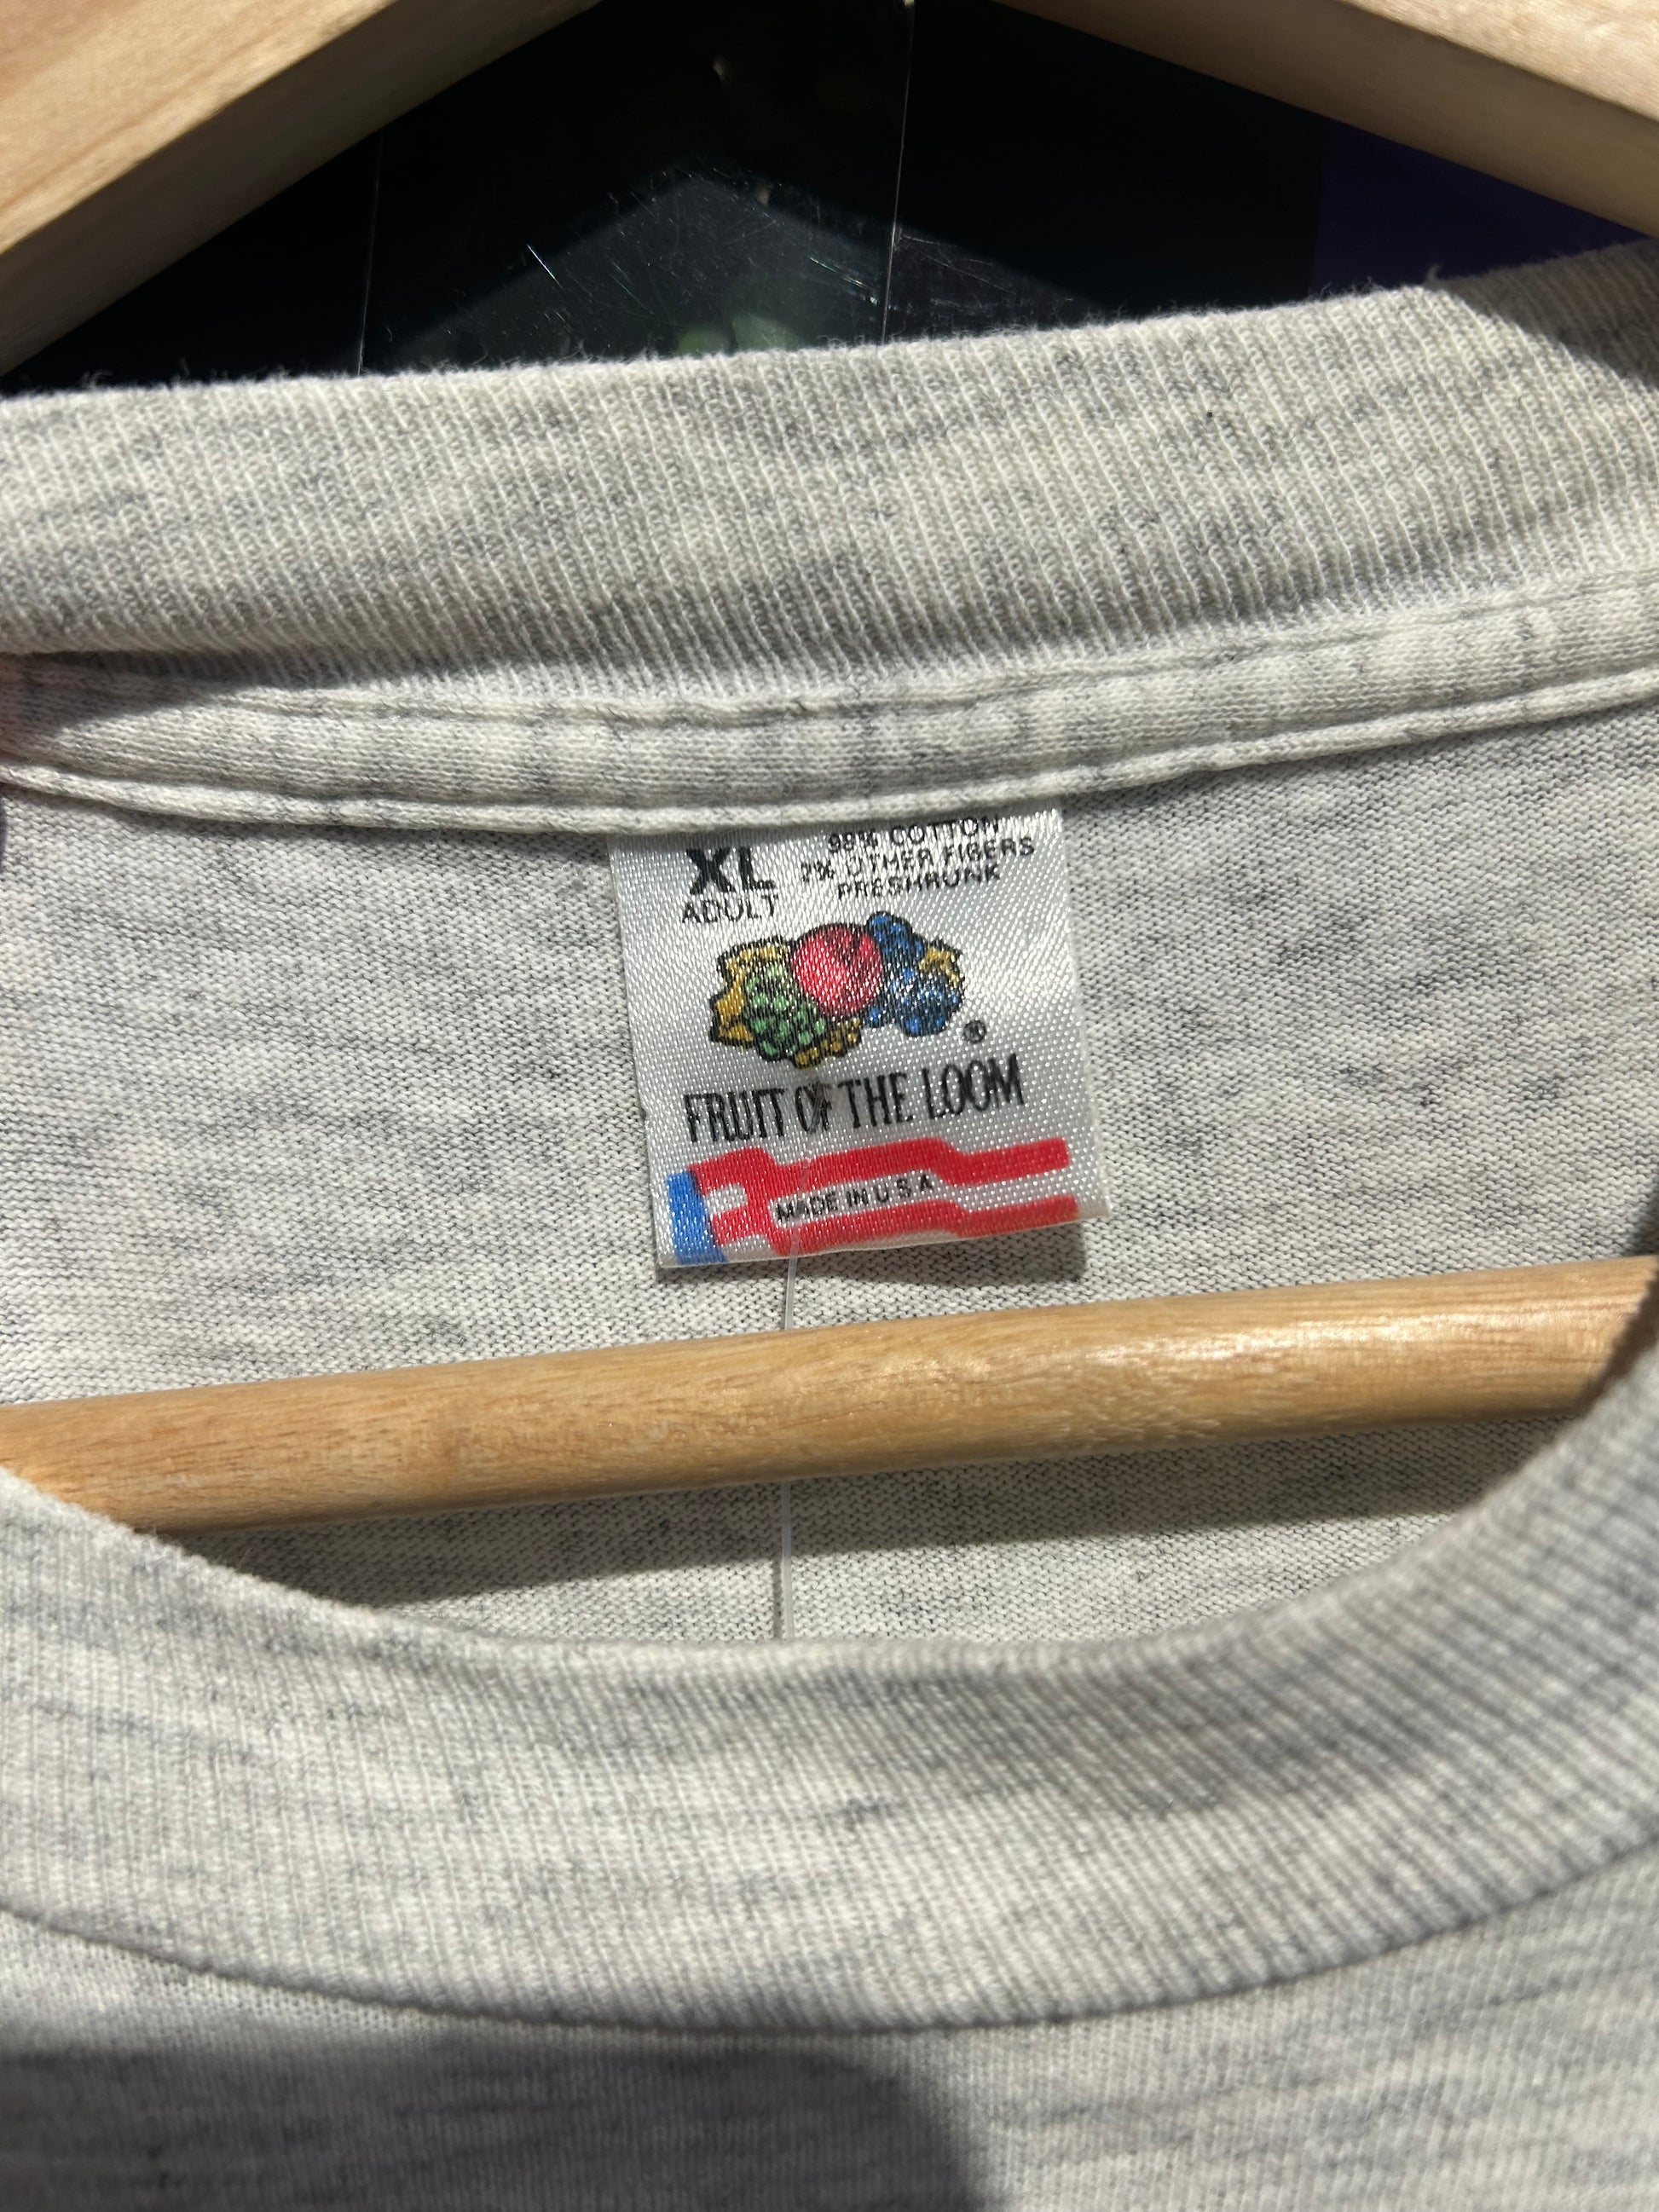 XL
ADULT
98% COTTON
2% OTHER FIBERS
PRESHRUNK
®
FRUIT OF THE LOOM
MADE IN U S A